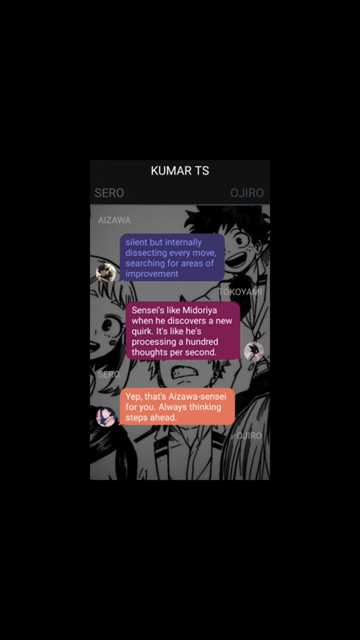 KUMAR TS
SERO OJIRO
AIZAWA
silent but internally
dissecting every move,
searching for areas of
improvement
TOKOYAMI
Sensei's like Midoriya
when he discovers a new
quirk. It's like he's
processing a hundred
thoughts per second.
SERO
Yep, that's Aizawa-sensei
for you. Always thinking
steps ahead.
OJIRO